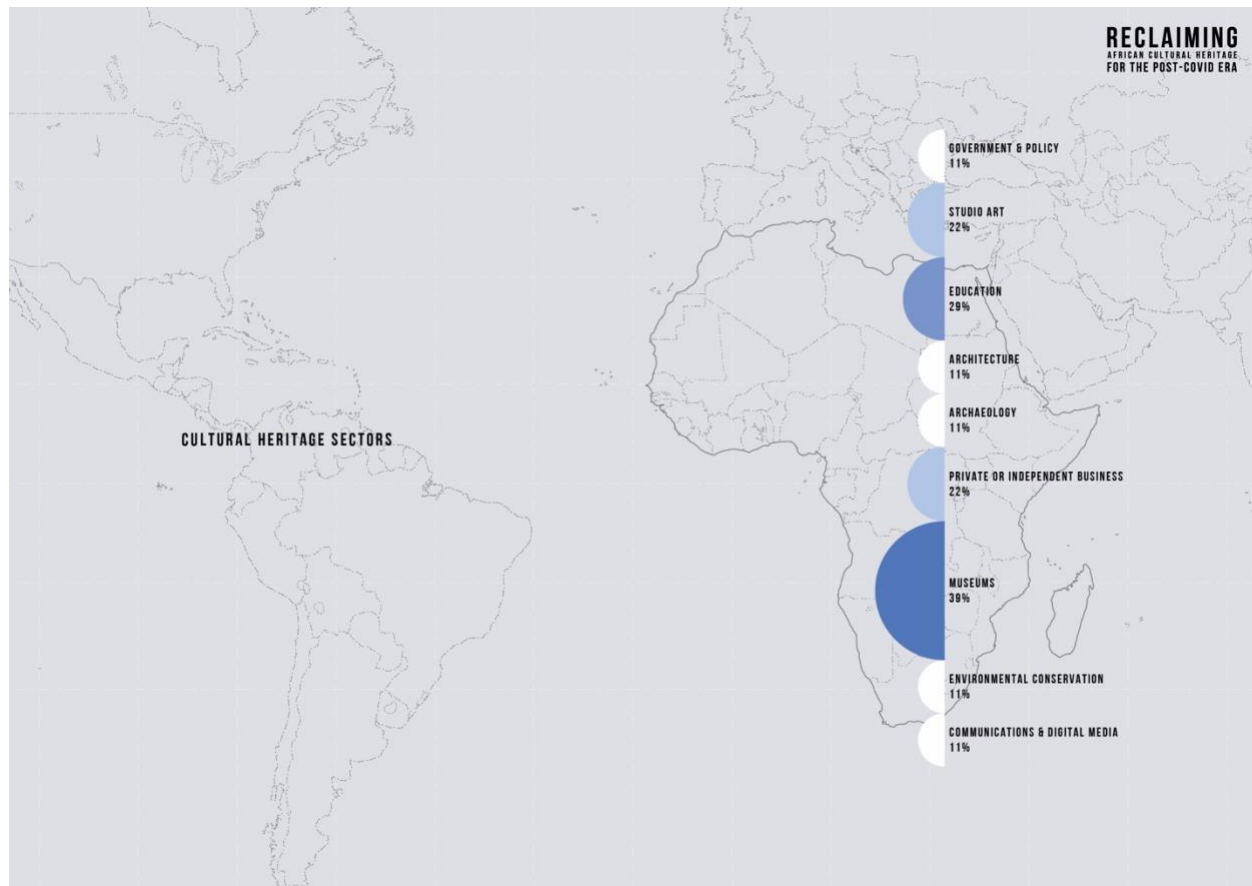 RECLAIMING
AFRICAN CULTURAL HERITAGE
FOR THE POST-COVID ERA
GOVERNMENT & POLICY
11%
STUDIO ART
22%
EDUCATION
29%
ARCHITECTURE
11%
ARCHAEOLOGY
11%
CULTURAL HERITAGE SECTORS
PRIVATE OR INDEPENDENT BUSINESS
22%
MUSEUMS
39%
ENVIRONMENTAL CONSERVATION
11%
COMMUNICATIONS & DIGITAL MEDIA
11%